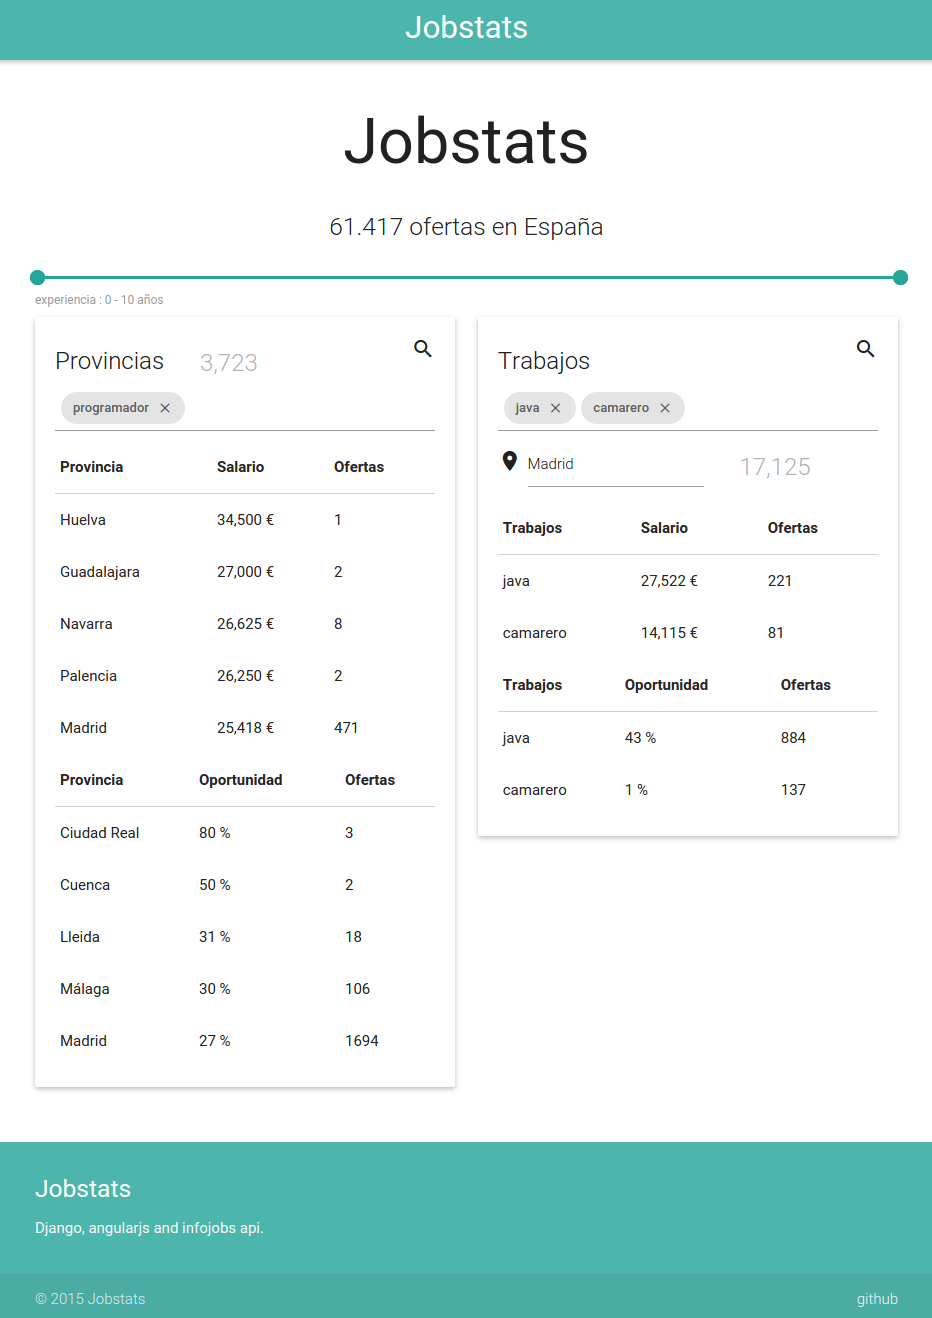 Jobstats
Jobstats
61.417 ofertas en España
experiencia : 0 - 10 años
Provincias 3,723
programador
Provincia Salario Ofertas
Huelva 34,500 € 1
Guadalajara 27,000 € 2
Navarra 26,625 € 8
Palencia 26,250 € 2
Madrid 25,418 € 471
Provincia Oportunidad Ofertas
Ciudad Real 80 % 3
Cuenca 50 % 2
Lleida 31 % 18
Málaga 30 % 106
Madrid 27 % 1694
Trabajos
java camarero
Madrid 17,125
Trabajos Salario Ofertas
java 27,522 € 221
camarero 14,115 € 81
Trabajos Oportunidad Ofertas
java 43 % 884
camarero 1 % 137
Jobstats
Django, angularjs and infojobs api.
© 2015 Jobstats github